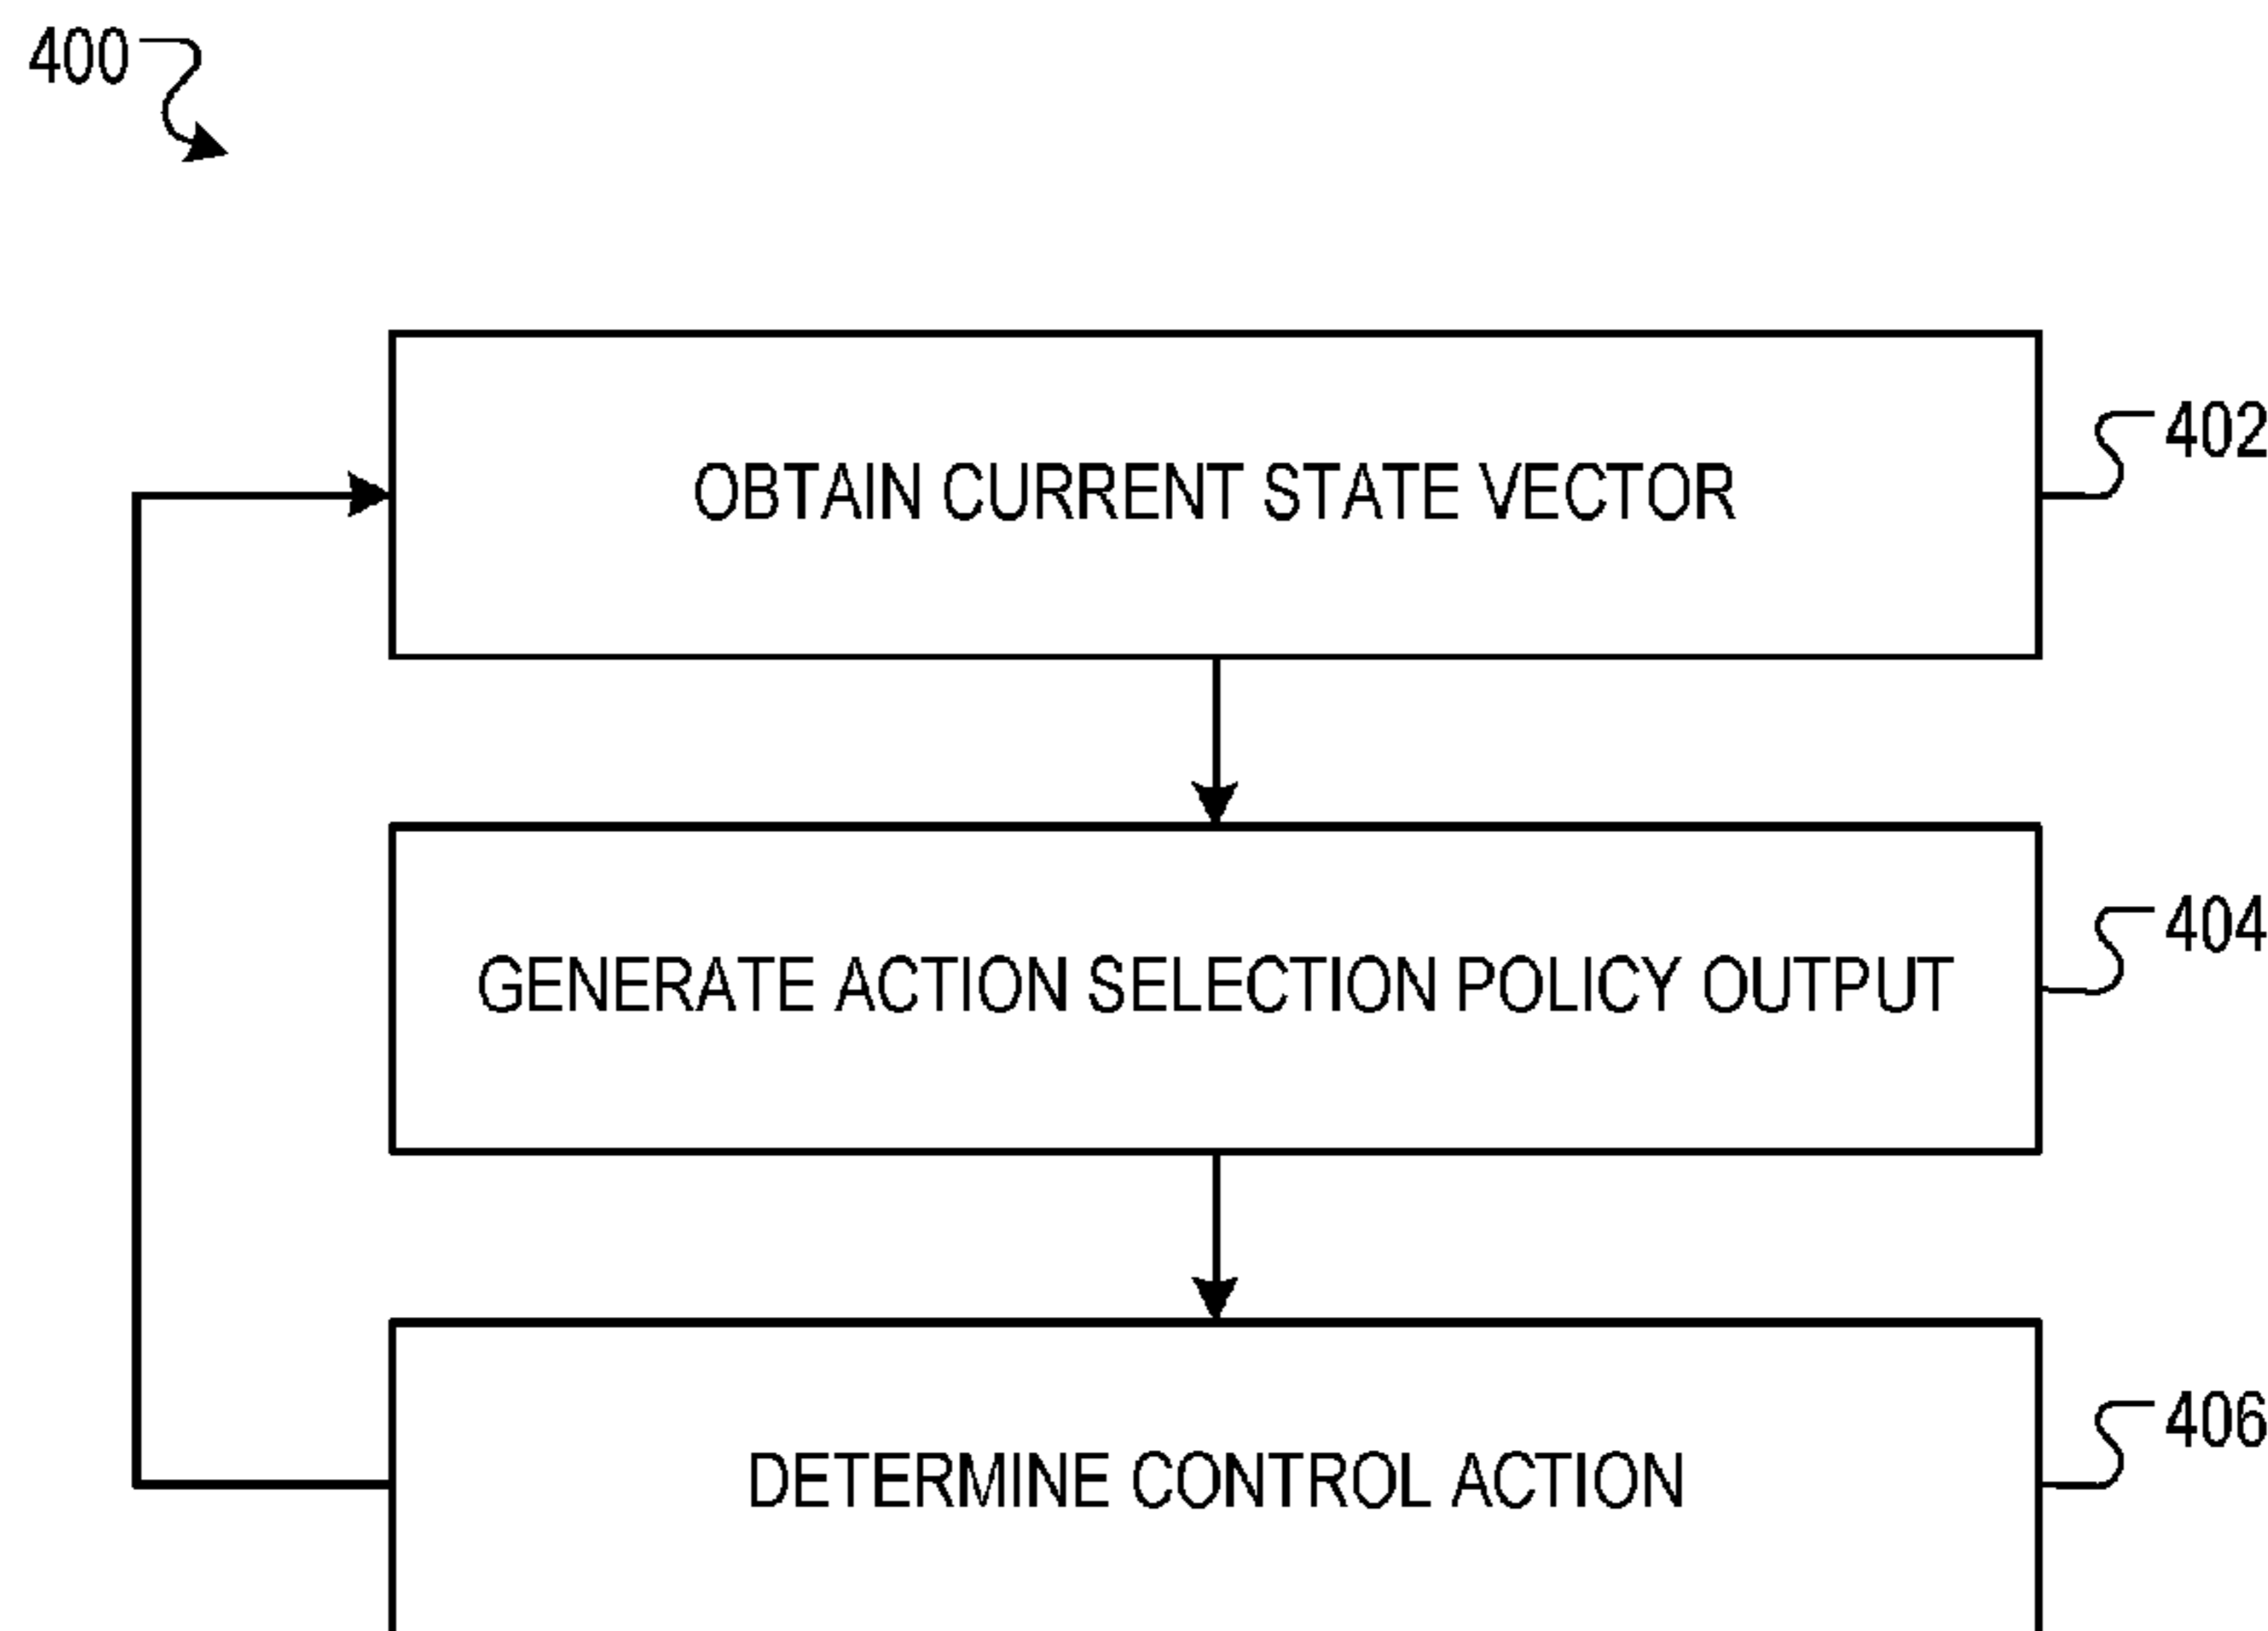 400
OBTAIN CURRENT STATE VECTOR
402
GENERATE ACTION SELECTION POLICY OUTPUT
404
DETERMINE CONTROL ACTION
406